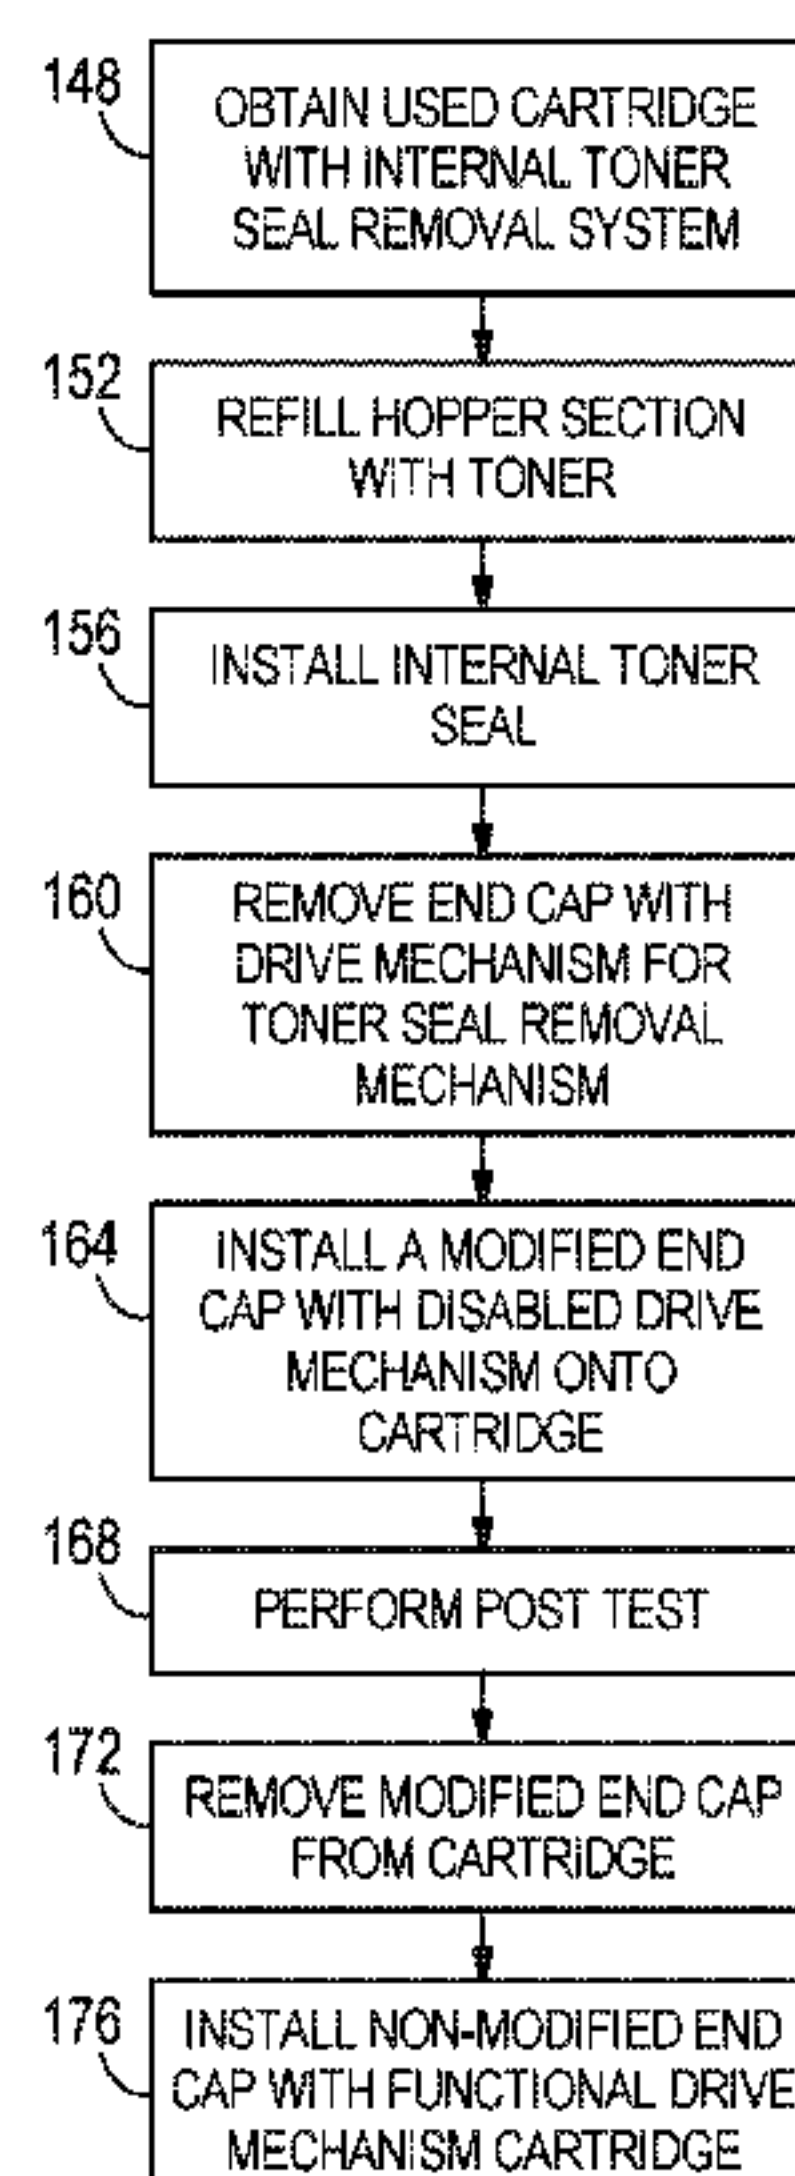 148
OBTAIN USED CARTRIDGE
WITH INTERNAL TONER
SEAL REMOVAL SYSTEM
152
REFILL HOPPER SECTION
WITH TONER
156
INSTALL INTERNAL TONER
SEAL
160
REMOVE END CAP WITH
DRIVE MECHANISM FOR
TONER SEAL REMOVAL
MECHANISM
164
INSTALL A MODIFIED END
CAP WITH DISABLED DRIVE
MECHANISM ONTO
CARTRIDGE
168
PERFORM POST TEST
172
REMOVE MODIFIED END CAP
FROM CARTRIDGE
176
INSTALL NON-MODIFIED END
CAP WITH FUNCTIONAL DRIVE
MECHANISM CARTRIDGE